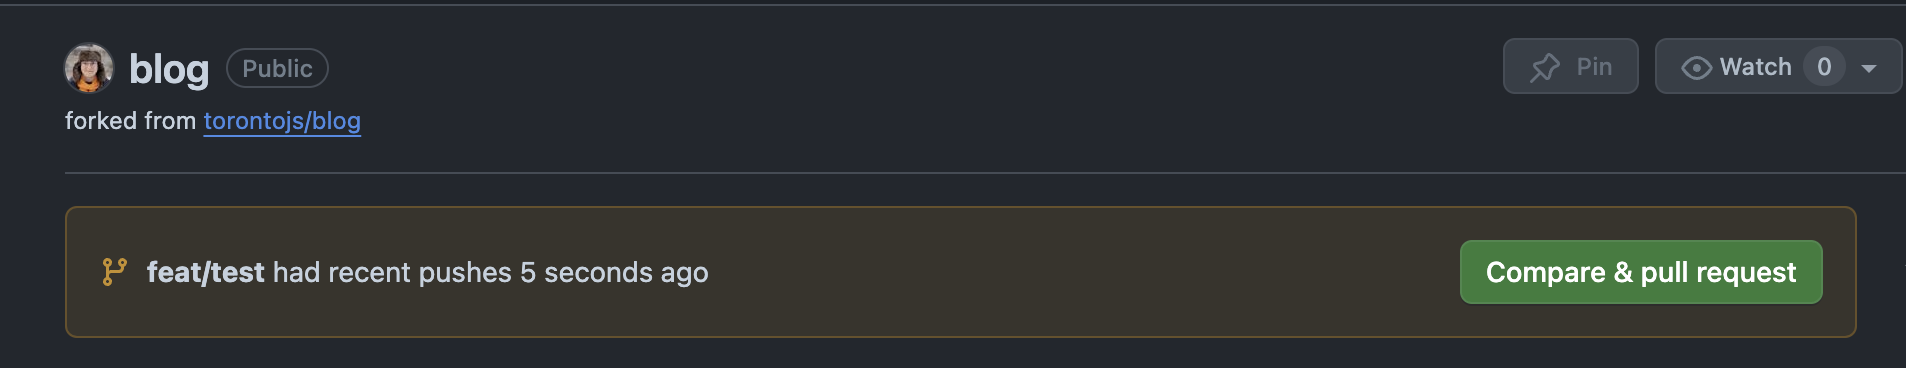 blog Public
Pin Watch 0
forked from torontojs/blog
feat/test had recent pushes 5 seconds ago
Compare & pull request